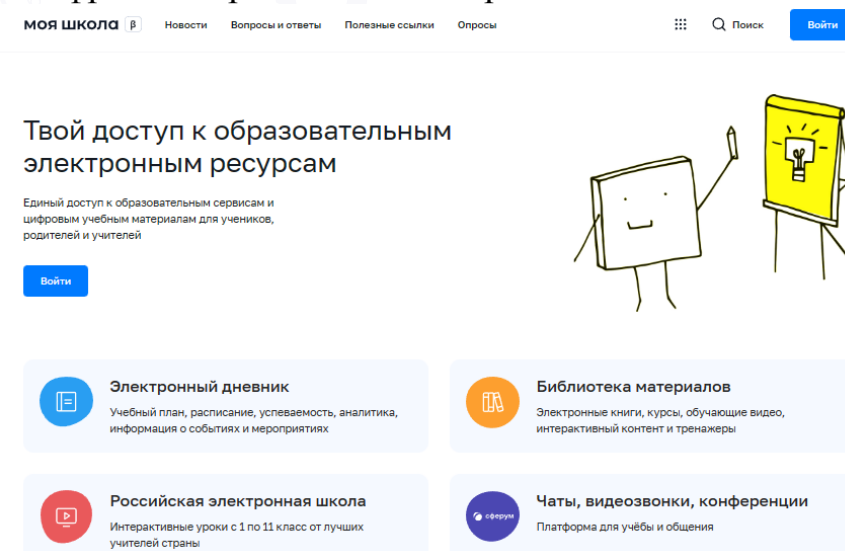 МОЯ ШКОЛА β Новости Вопросы и ответы Полезные ссылки Опросы Поиск Войти
Твой доступ к образовательным
электронным ресурсам
Единый доступ к образовательным сервисам и
цифровым учебным материалам для учеников,
родителей и учителей
Войти
Электронный дневник
Учебный план, расписание, успеваемость, аналитика,
информация о событиях и мероприятиях
Библиотека материалов
Электронные книги, курсы, обучающие видео,
интерактивный контент и тренажеры
Российская электронная школа
Интерактивные уроки с 1 по 11 класс от лучших
учителей страны
сферум
Чаты, видеозвонки, конференции
Платформа для учёбы и общения